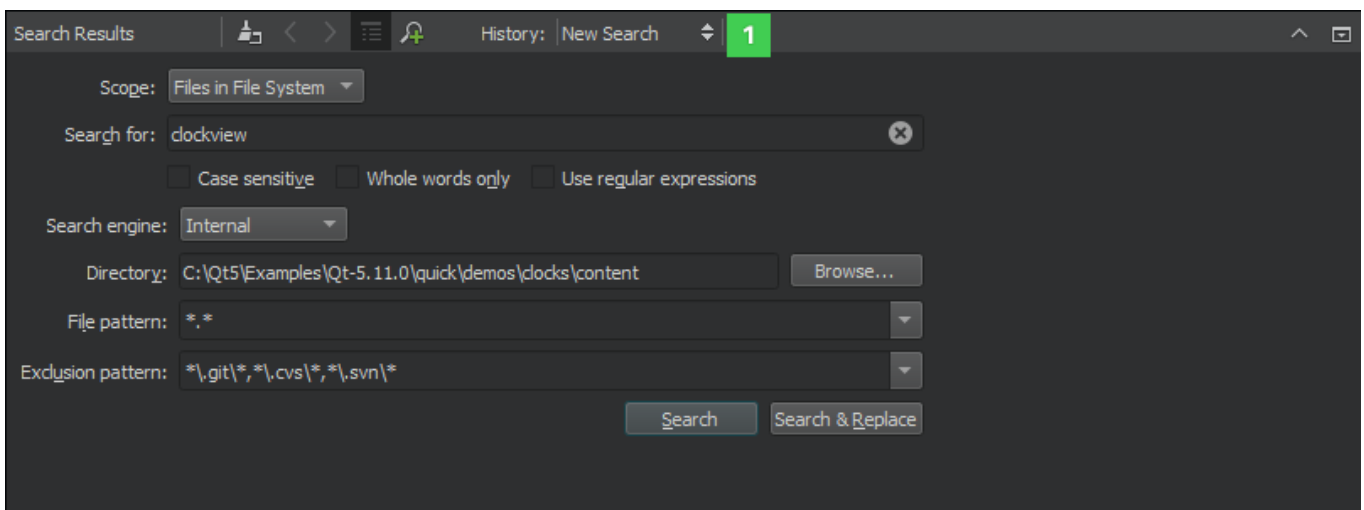 Search Results History: New Search 1
Scope: Files in File System
Search for: clockview
Case sensitive Whole words only Use regular expressions
Search engine: Internal
Directory: C:\Qt5\Examples\Qt-5.11.0\quick\demos\clocks\content Browse...
File pattern: *.*
Exclusion pattern: *\.git\*,*\.cvs\*,*\.svn\*
Search Search & Replace